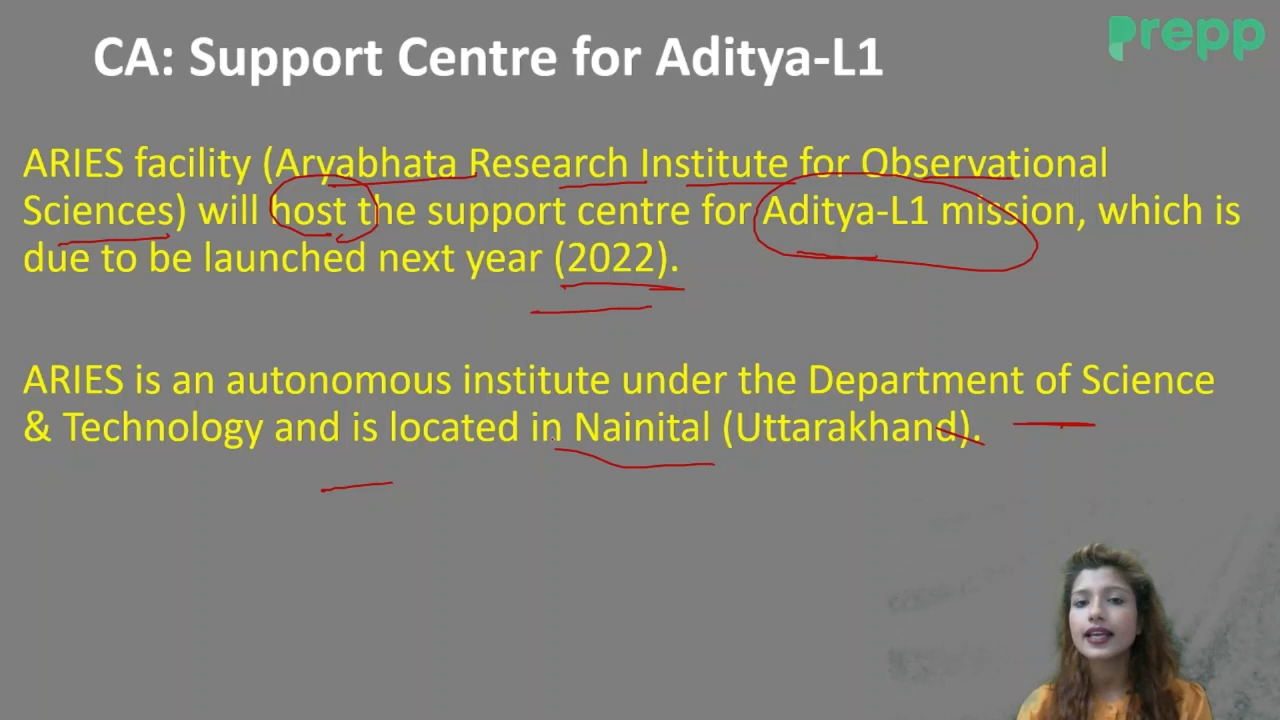 prepp
CA: Support Centre for Aditya-L1
ARIES facility (Aryabhata Research Institute for Observational
Sciences) will host the support centre for Aditya-L1 mission, which is
due to be launched next year (2022).
ARIES is an autonomous institute under the Department of Science
& Technology and is located in Nainital (Uttarakhand).